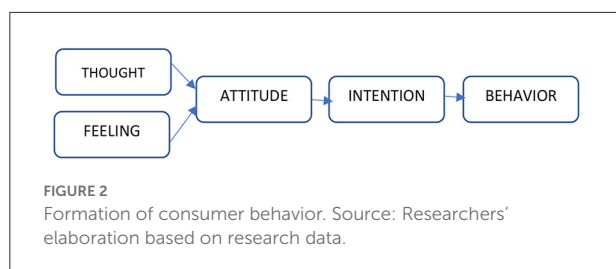 THOUGHT
FEELING
ATTITUDE
INTENTION
BEHAVIOR
FIGURE 2
Formation of consumer behavior. Source: Researchers’
elaboration based on research data.